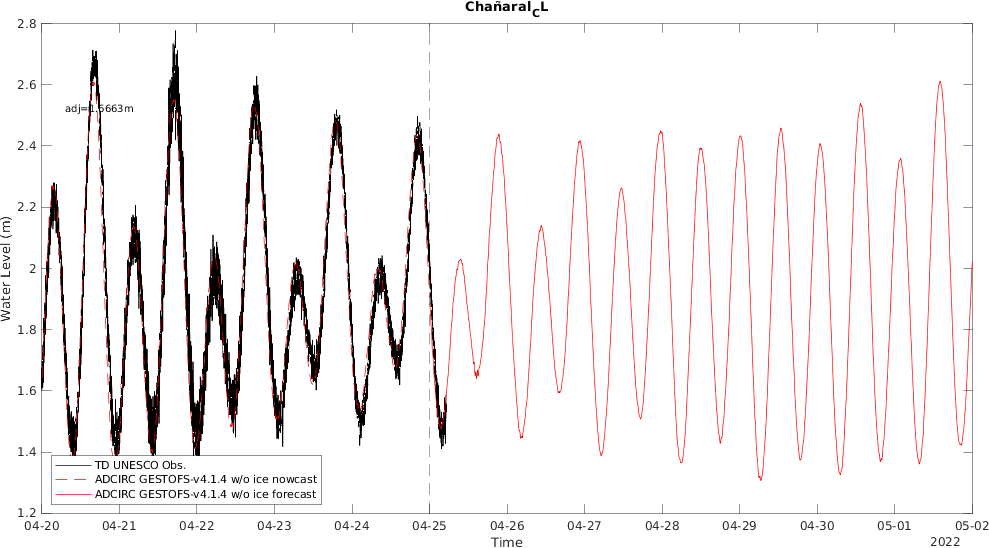 Chañaral_CL
Water Level (m)
2.8
2.6
2.4
2.2
2
1.8
1.6
1.4
1.2
adj=1.5663m
TD UNESCO Obs.
ADCIRC GESTOFS-v4.1.4 w/o ice nowcast
ADCIRC GESTOFS-v4.1.4 w/o ice forecast
04-20 04-21 04-22 04-23 04-24 04-25 04-26 04-27 04-28 04-29 04-30 05-01 05-02
Time
2022